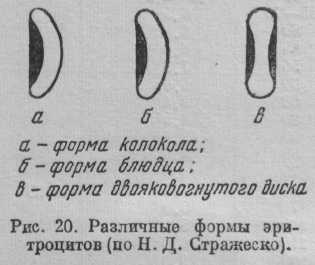 а б в
а – форма колокола;
б – форма блюдца;
в – форма двояковогнутого диска
Рис. 20. Различные формы эри-
троцитов (по Н. Д. Стражеско).